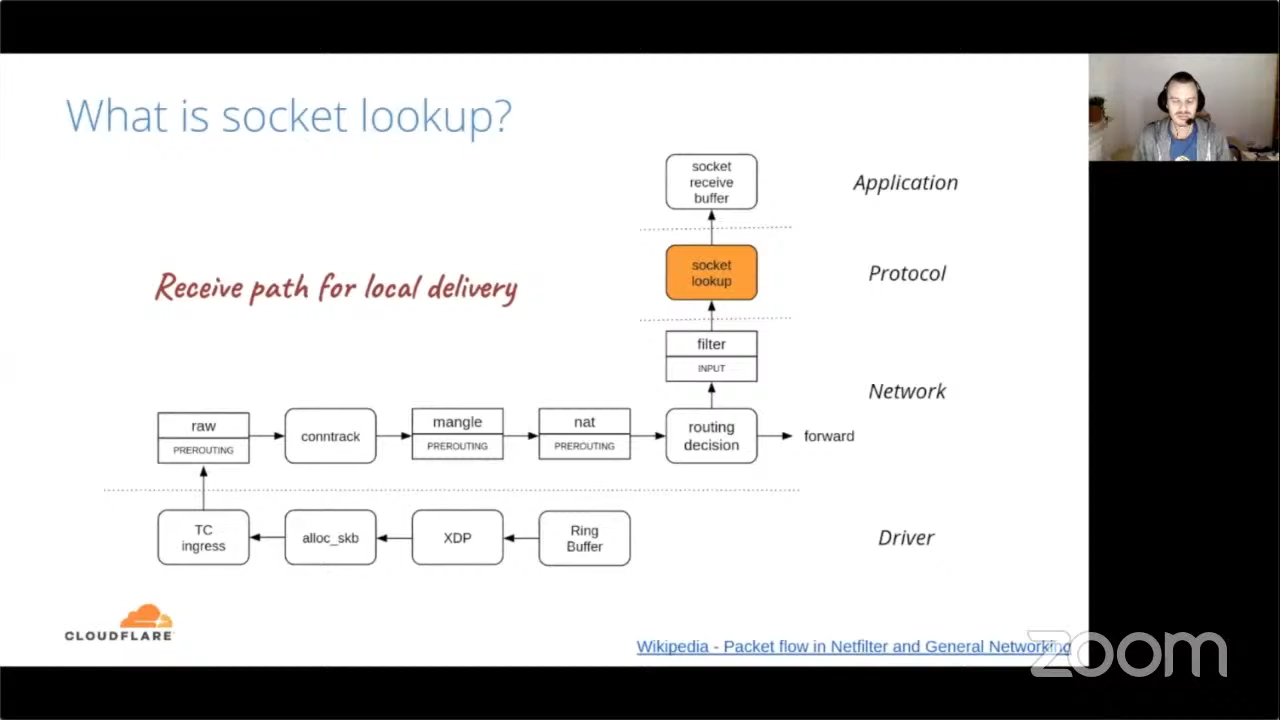 What is socket lookup?
socket
receive
buffer
Application
Receive path for local delivery
socket
lookup
Protocol
filter
INPUT
Network
raw
PREROUTING
conntrack
mangle
PREROUTING
nat
PREROUTING
routing
decision
forward
TC
ingress
alloc_skb
XDP
Ring
Buffer
Driver
CLOUDFLARE
Wikipedia - Packet flow in Netfilter and General Networking
zoom